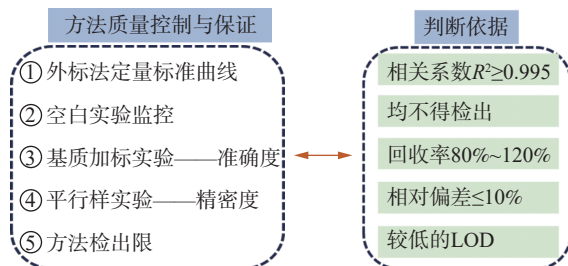 方法质量控制与保证
①外标法定量标准曲线
②空白实验监控
③基质加标实验——准确度
④平行样实验——精密度
⑤方法检出限
判断依据
相关系数R²≥0.995
均不得检出
回收率80%~120%
相对偏差≤10%
较低的LOD